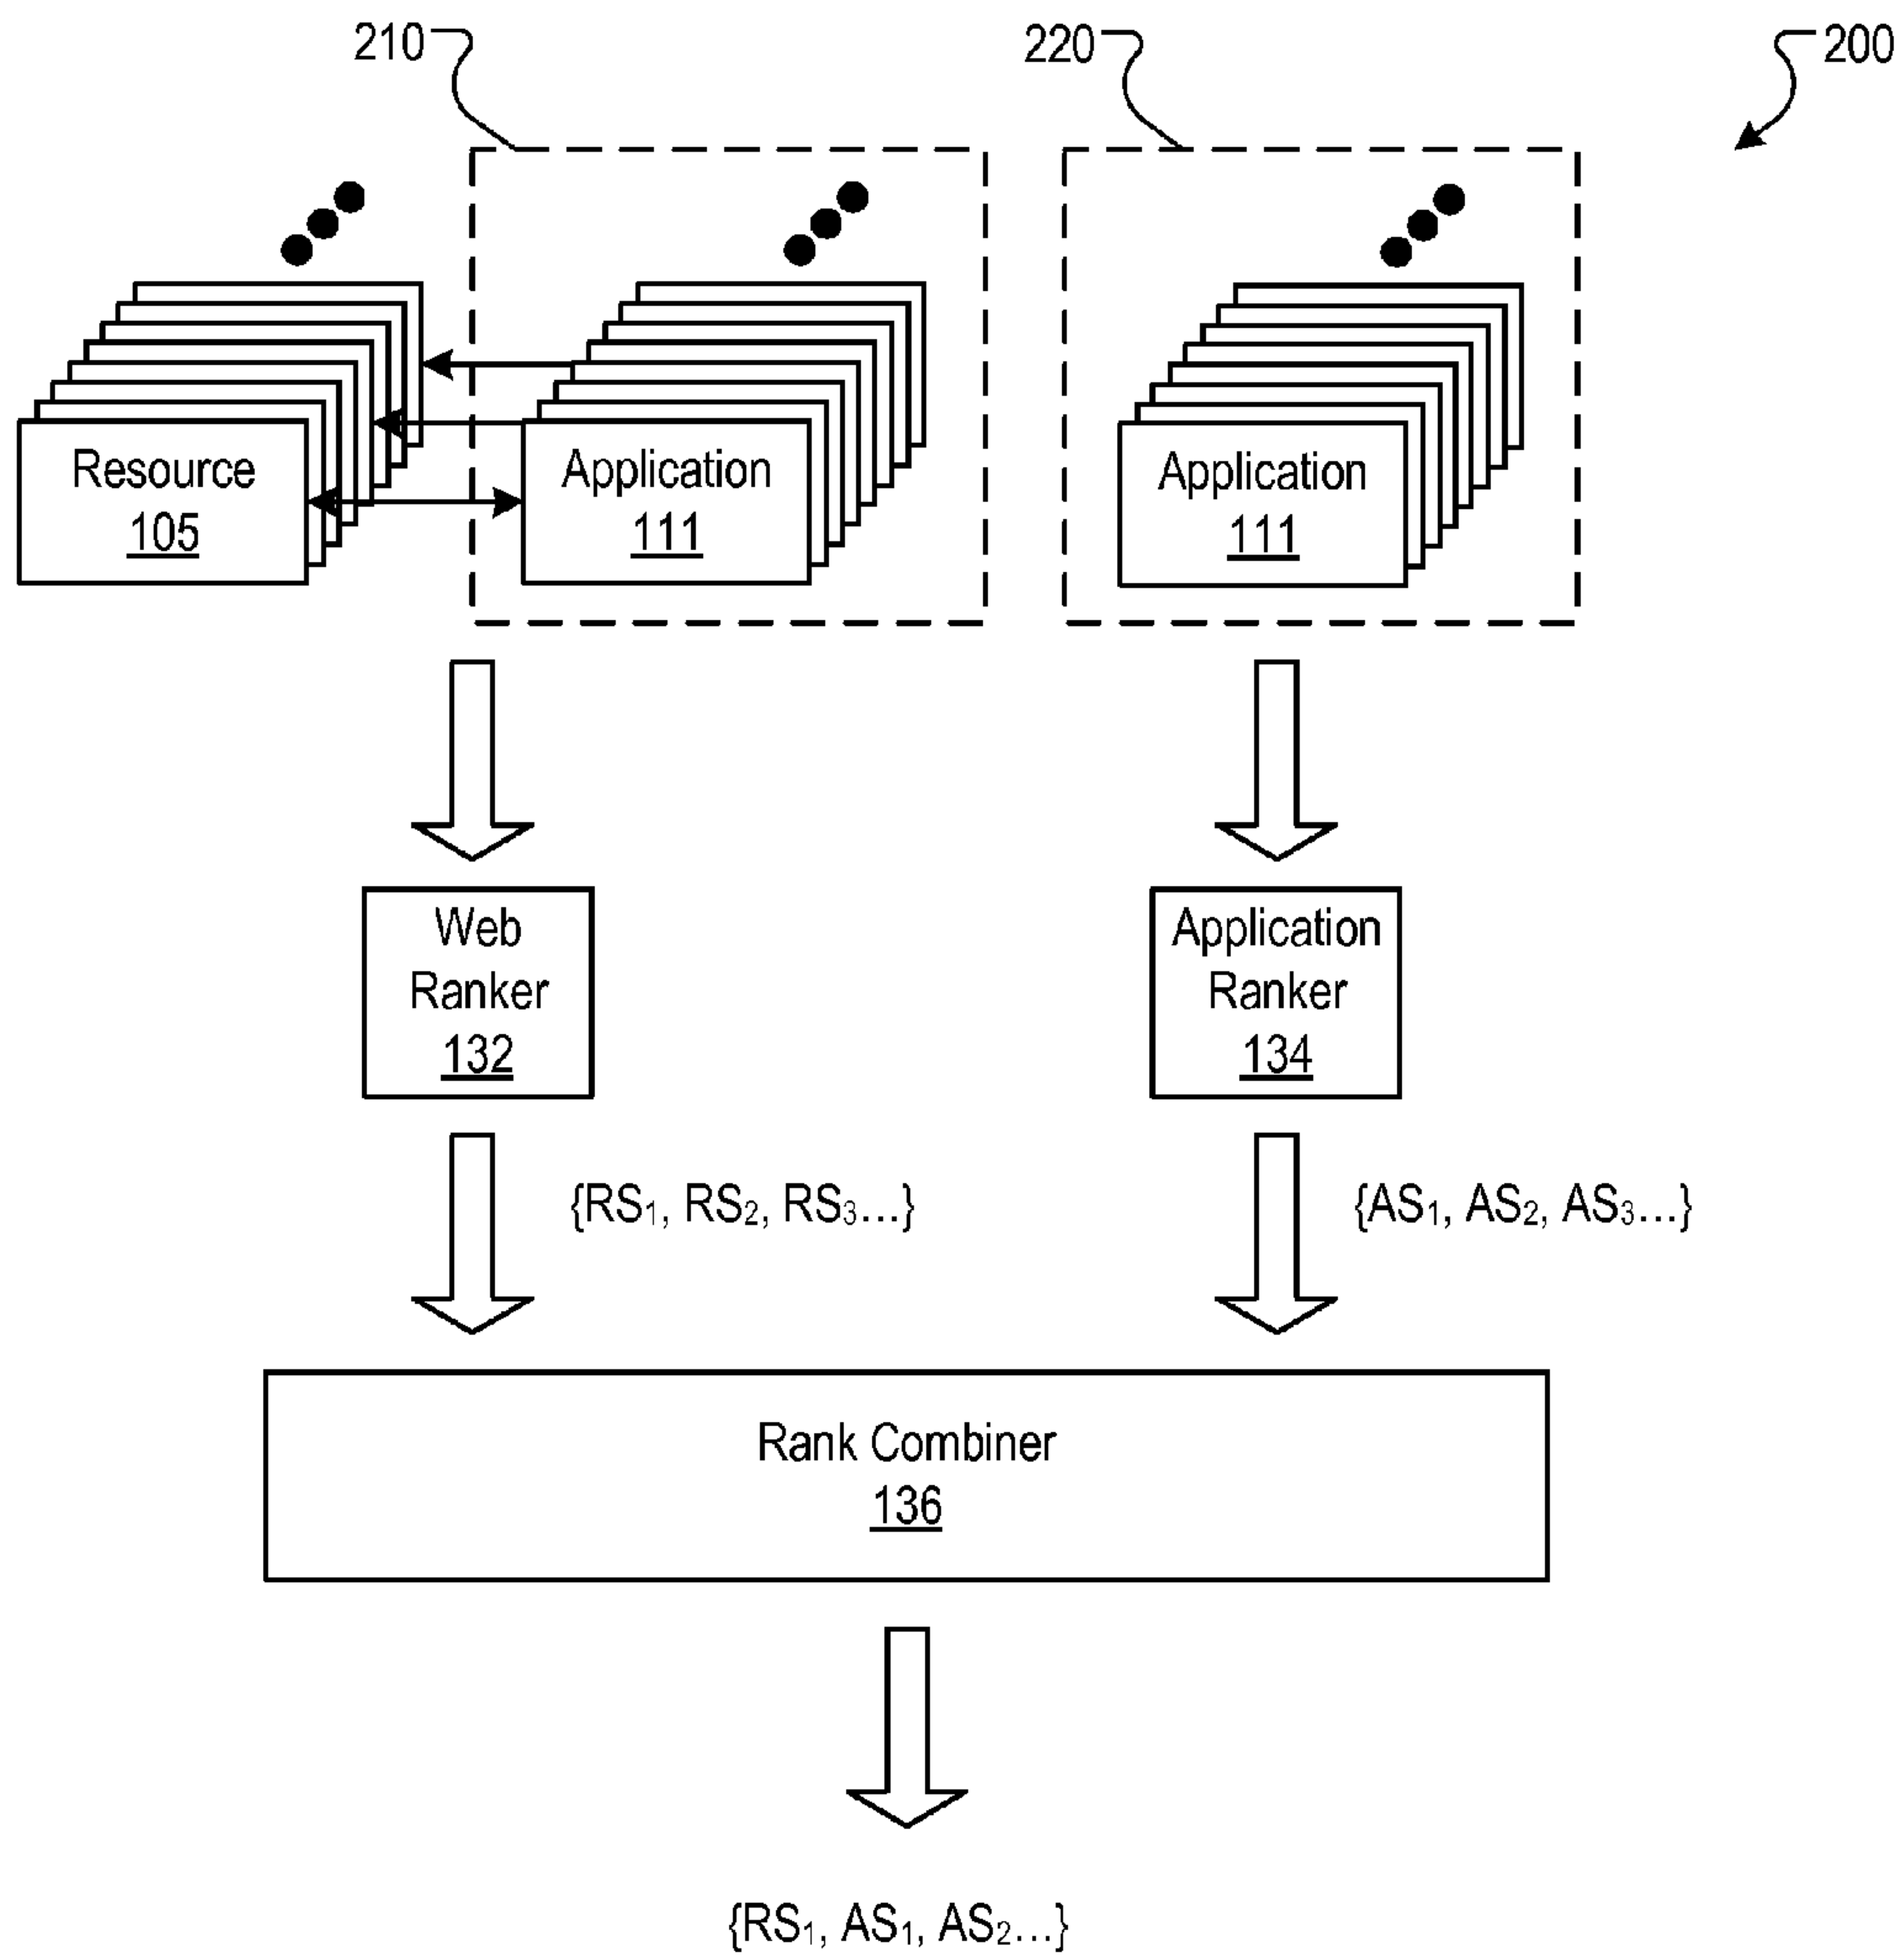 210
220
200
Resource
105
Application
111
Application
111
Web
Ranker
132
Application
Ranker
134
{RS₁, RS₂, RS₃...}
{AS₁, AS₂, AS₃...}
Rank Combiner
136
{RS₁, AS₁, AS₂...}